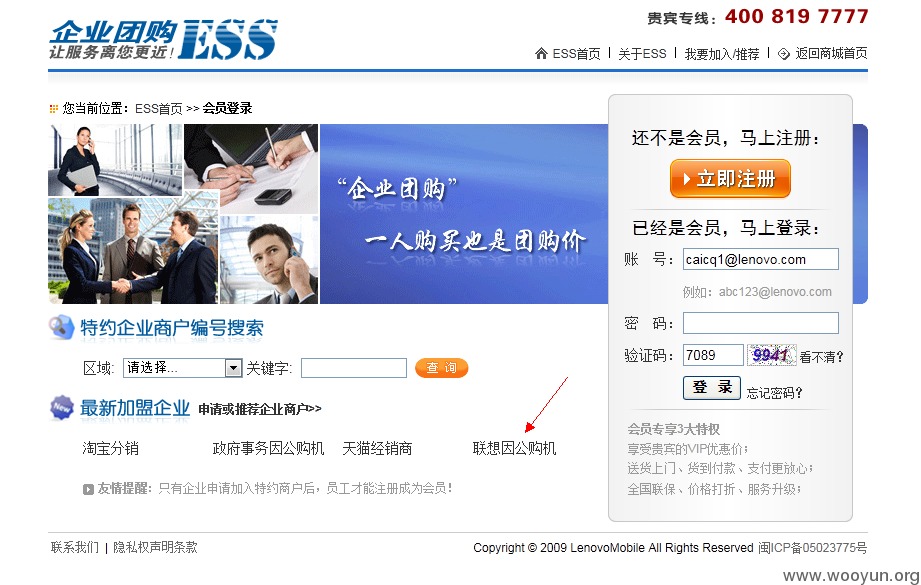 贵宾专线：400 819 7777
企业团购 ESS
让服务离您更近！
ESS首页 | 关于ESS | 我要加入/推荐 | 返回商城首页
您当前位置：ESS首页 >> 会员登录
“企业团购”
一人购买也是团购价
还不是会员，马上注册：
立即注册
已经是会员，马上登录：
账 号： caicq1@lenovo.com
例如：abc123@lenovo.com
密 码：
验证码： 7089 9941 看不清?
登 录 忘记密码?
会员专享3大特权
享受贵宾的VIP优惠价；
送货上门、货到付款、支付更放心；
全国联保、价格打折、服务升级；
特约企业商户编号搜索
区域: 请选择... 关键字: 查 询
New 最新加盟企业 申请或推荐企业商户>>
淘宝分销 政府事务因公购机 天猫经销商 联想因公购机
友情提醒：只有企业申请加入特约商户后，员工才能注册成为会员！
联系我们 | 隐私权声明条款
Copyright © 2009 LenovoMobile All Rights Reserved 闽ICP备05023775号
www.wooyun.org